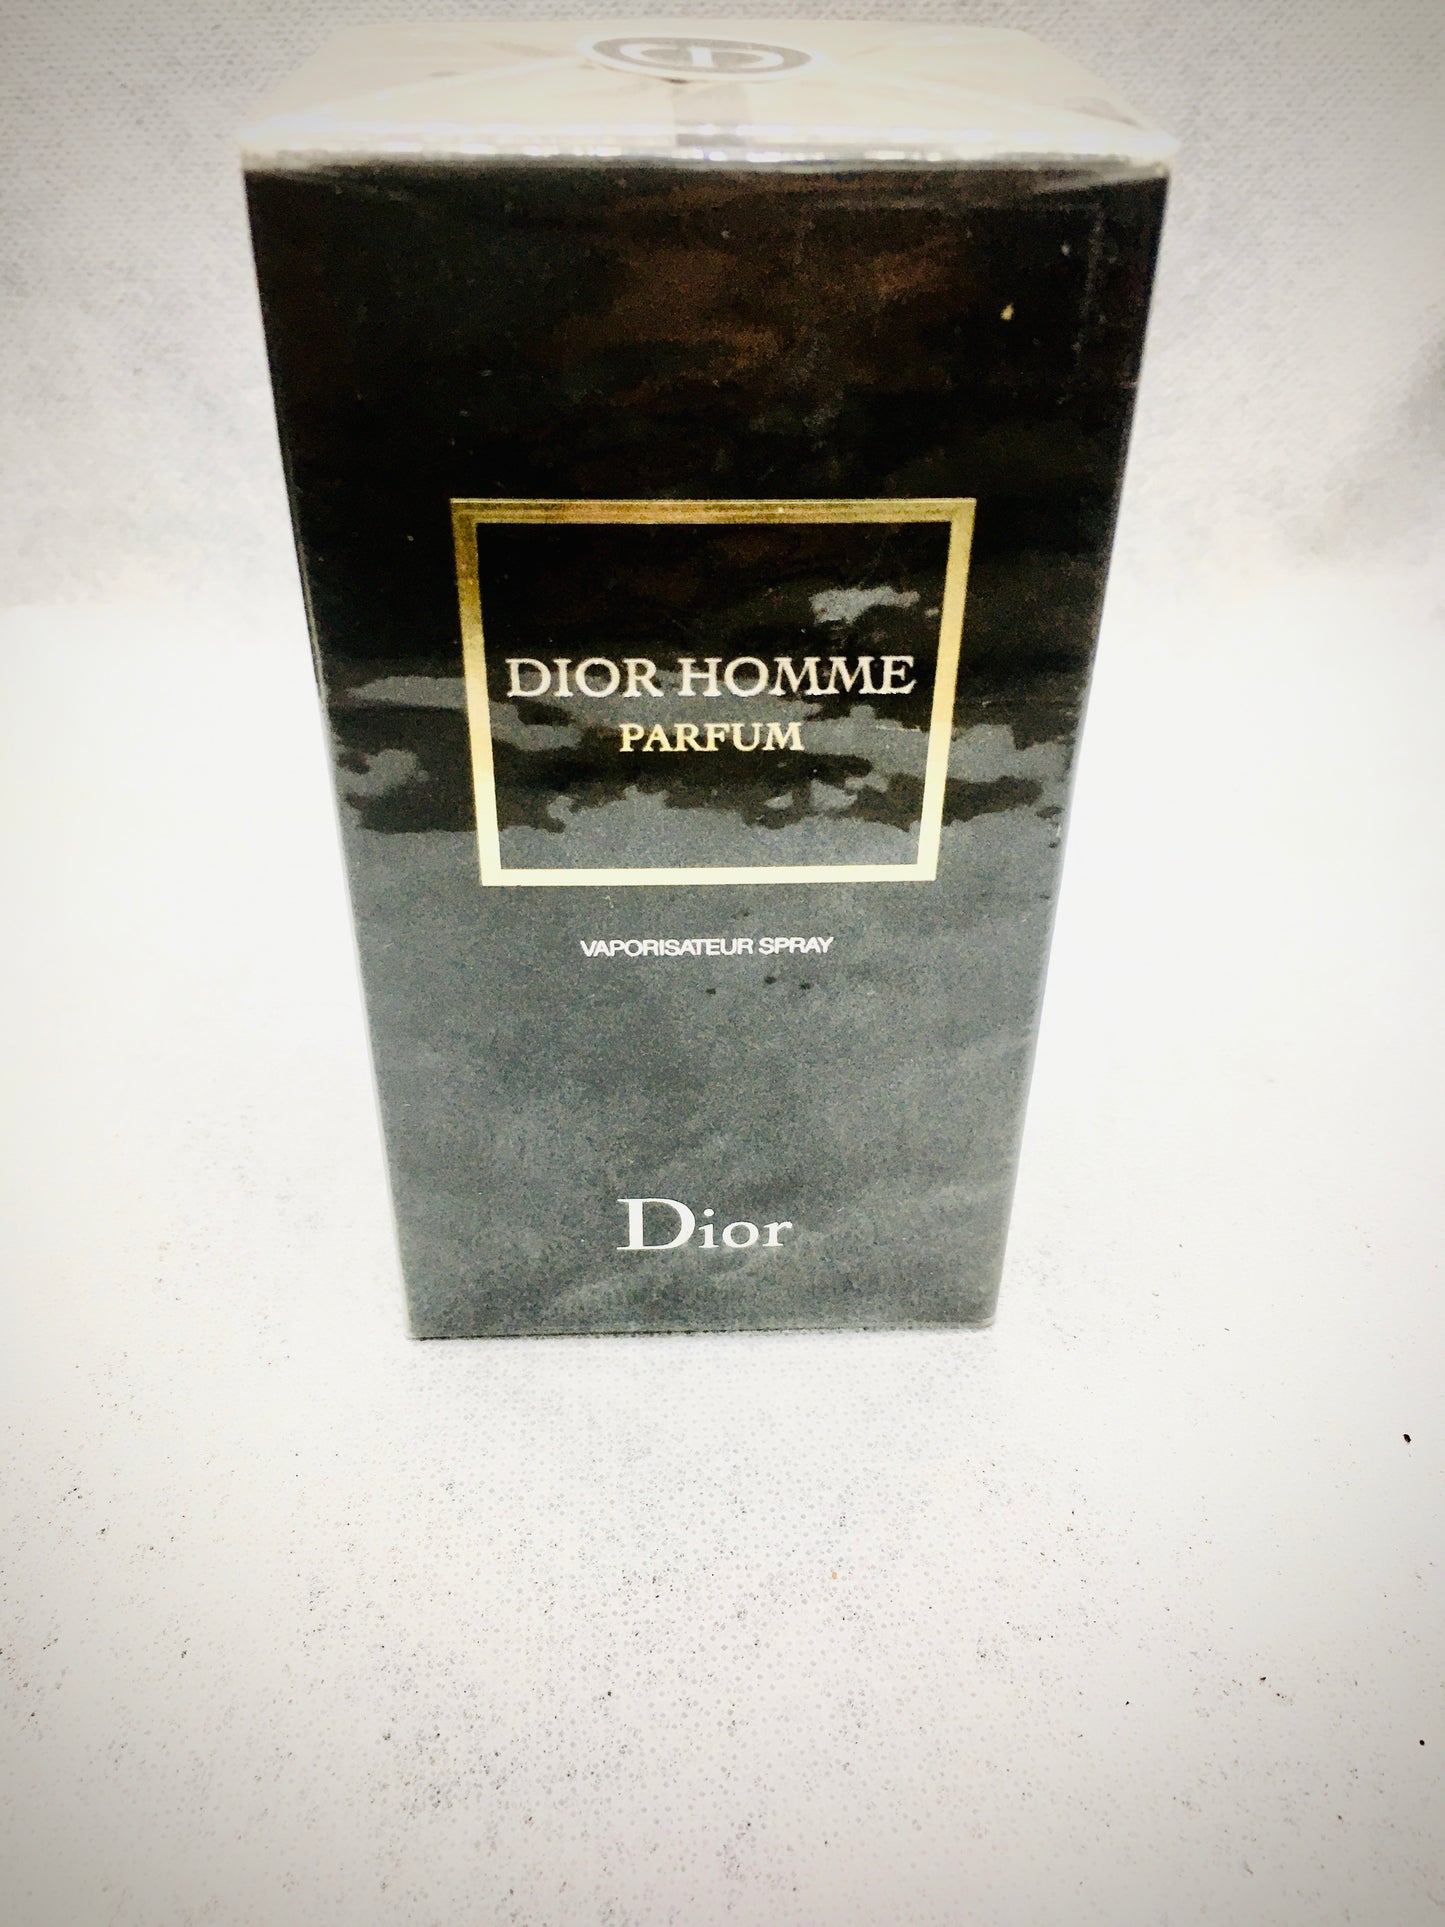 DIOR HOMME
PARFUM
VAPORISATEUR SPRAY
Dior